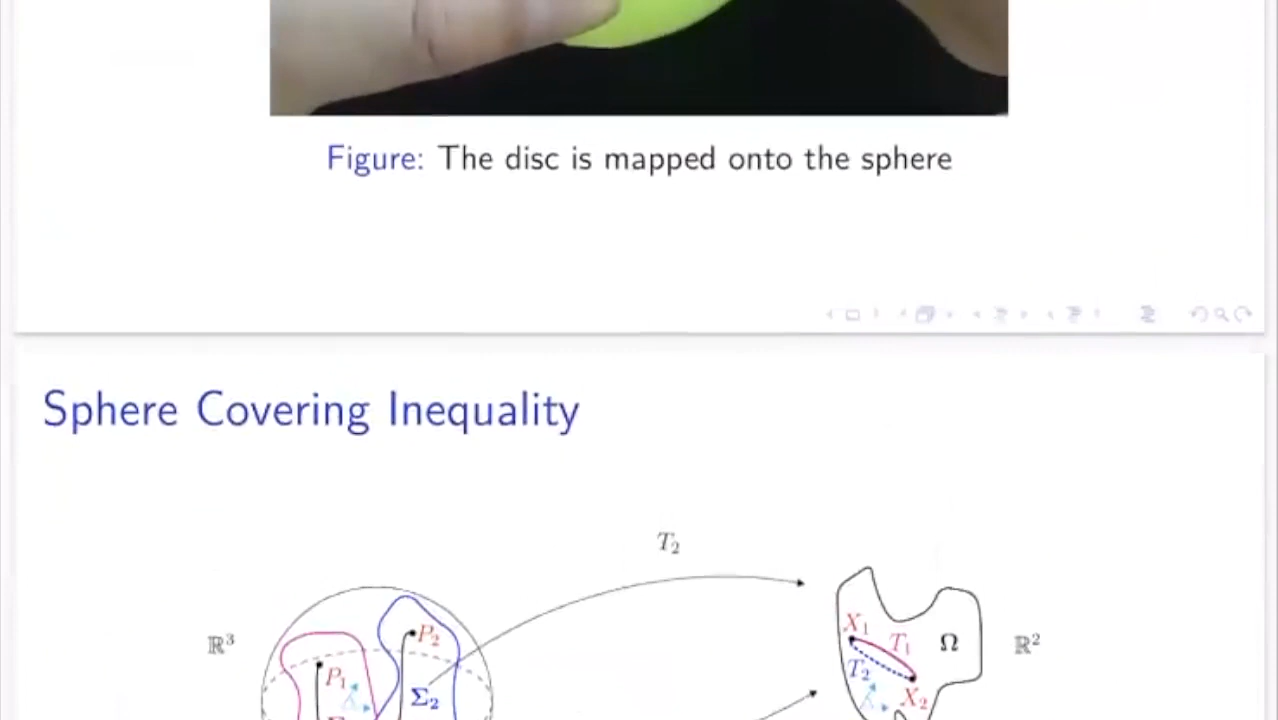 Figure: The disc is mapped onto the sphere
Sphere Covering Inequality
T₂
ℝ³
P₂
P₁
Σ₂
X₁
T₁
Ω
ℝ²
T₂
X₂